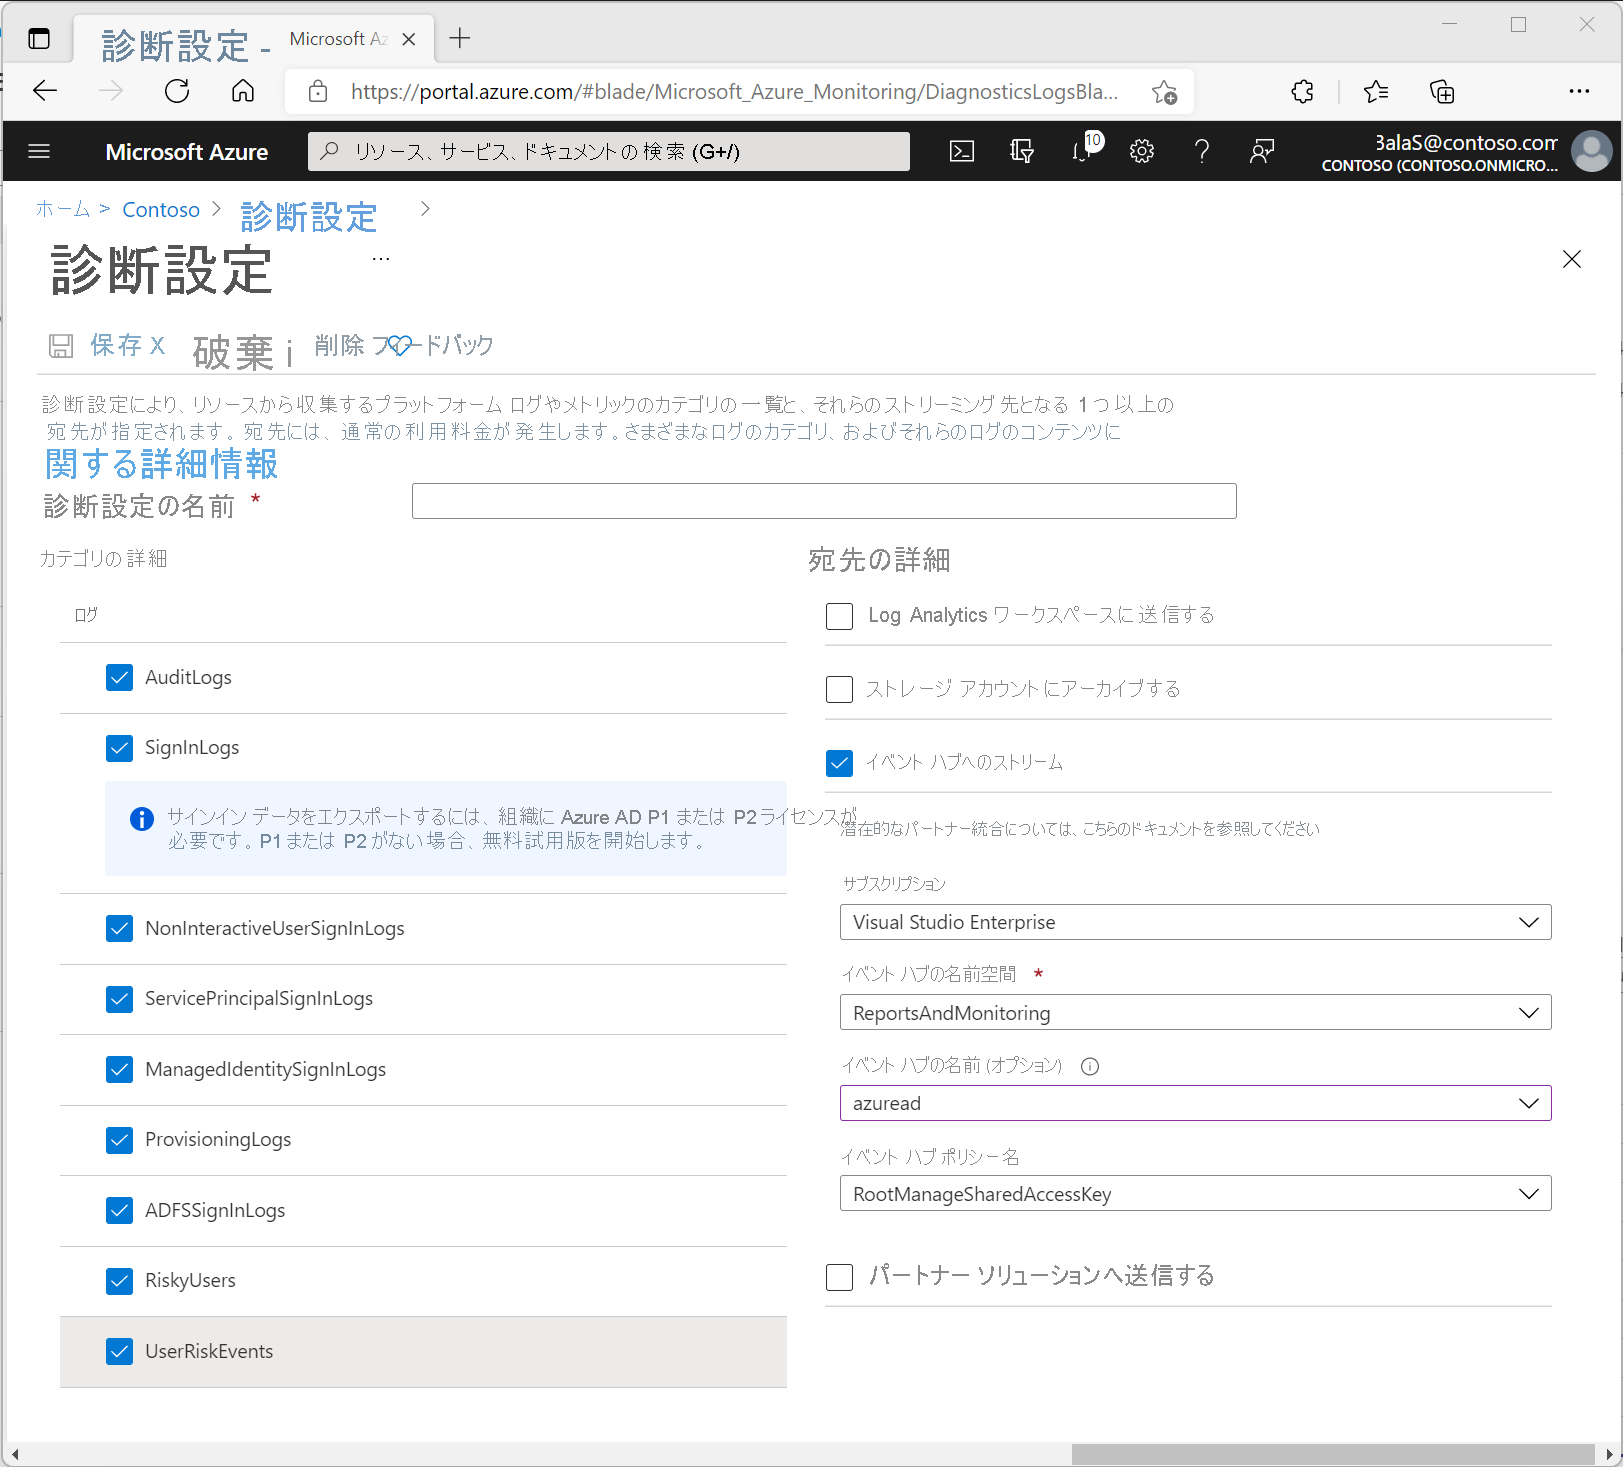 診断設定 - Microsoft Az
https://portal.azure.com/#blade/Microsoft_Azure_Monitoring/DiagnosticsLogsBla...
Microsoft Azure
リソース、サービス、ドキュメントの検索 (G+/)
10
BalaS@contoso.com
CONTOSO (CONTOSO.ONMICRO...
ホーム > Contoso > 診断設定 >
診断設定 ...
保存 X 破棄 i 削除 フィードバック
診断設定により、リソースから収集するプラットフォーム ログやメトリックのカテゴリの一覧と、それらのストリーミング先となる 1 つ以上の
宛先が指定されます。宛先には、通常の利用料金が発生します。さまざまなログのカテゴリ、およびそれらのログのコンテンツに
関する詳細情報
診断設定の名前 *
カテゴリの詳細
ログ
AuditLogs
SignInLogs
サインイン データをエクスポートするには、組織に Azure AD P1 または P2 ライセンスが
必要です。P1 または P2 がない場合、無料試用版を開始します。
NonInteractiveUserSignInLogs
ServicePrincipalSignInLogs
ManagedIdentitySignInLogs
ProvisioningLogs
ADFSSignInLogs
RiskyUsers
UserRiskEvents
宛先の詳細
Log Analytics ワークスペースに送信する
ストレージ アカウントにアーカイブする
イベント ハブへのストリーム
潜在的なパートナー統合については、こちらのドキュメントを参照してください
サブスクリプション
Visual Studio Enterprise
イベント ハブの名前空間 *
ReportsAndMonitoring
イベント ハブの名前 (オプション)
azuread
イベント ハブ ポリシー名
RootManageSharedAccessKey
パートナー ソリューションへ送信する